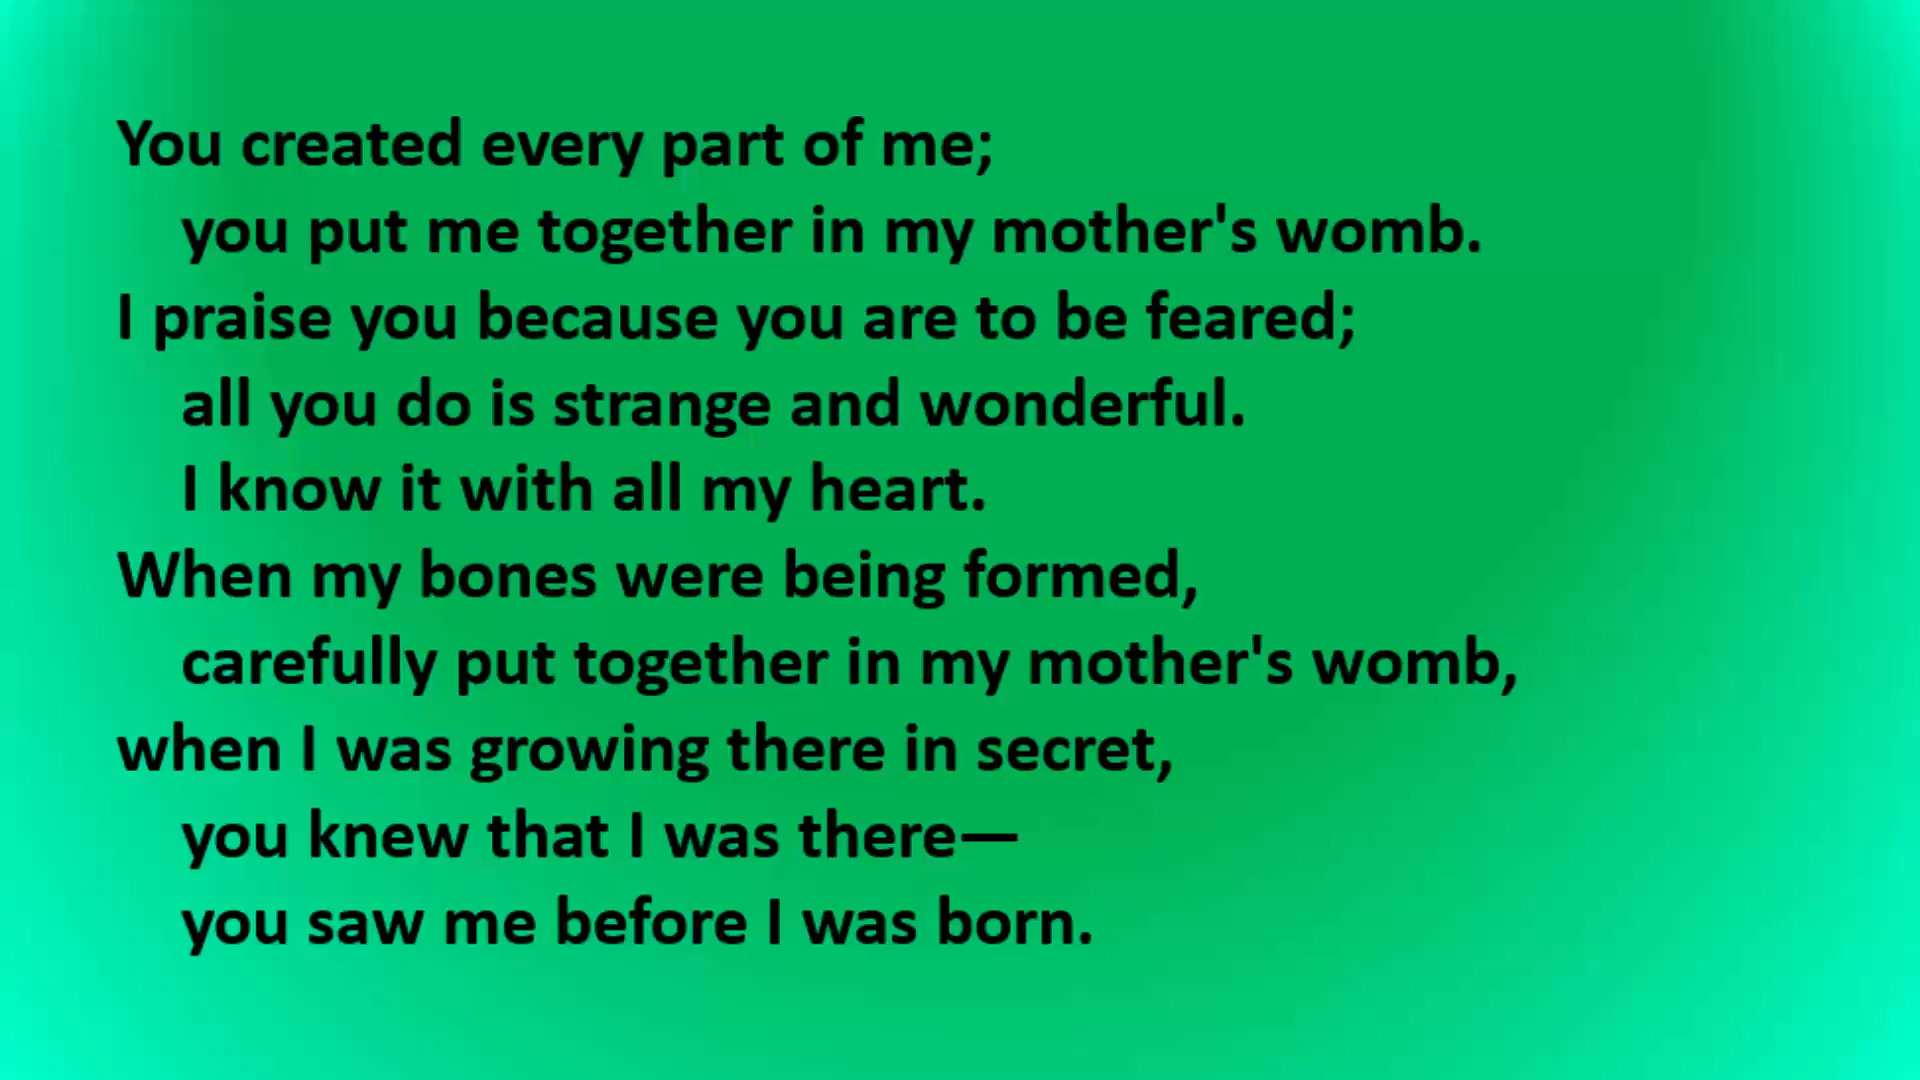 You created every part of me;
you put me together in my mother's womb.
I praise you because you are to be feared;
all you do is strange and wonderful.
I know it with all my heart.
When my bones were being formed,
carefully put together in my mother's womb,
when I was growing there in secret,
you knew that I was there—
you saw me before I was born.